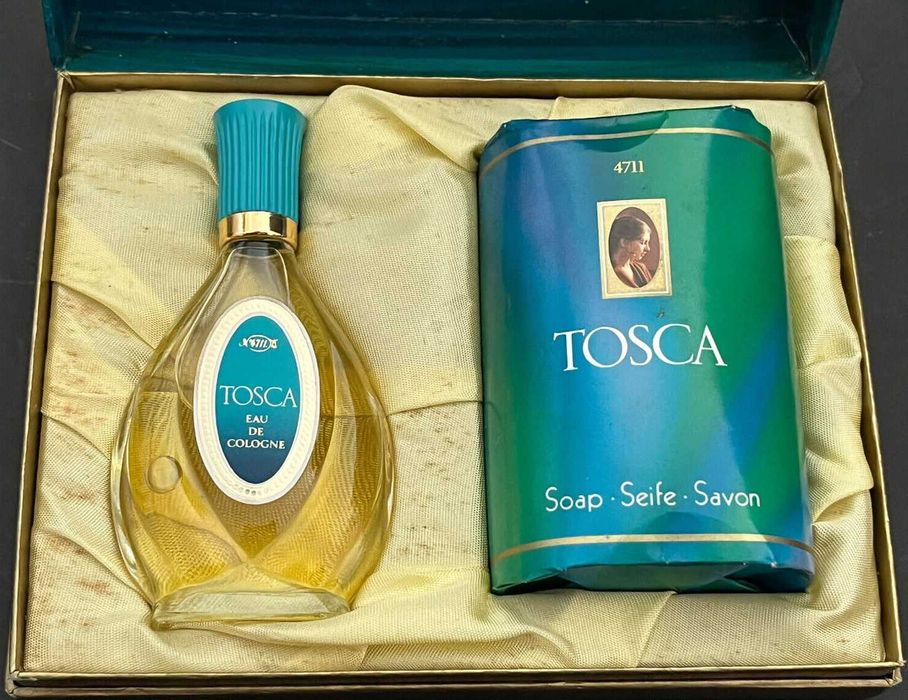 4711
TOSCA
EAU
DE
COLOGNE
4711
TOSCA
Soap · Seife · Savon